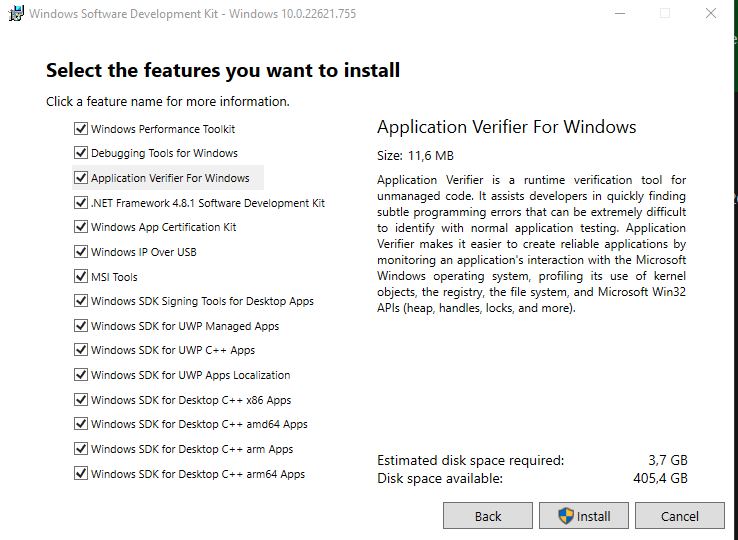 Windows Software Development Kit - Windows 10.0.22621.755
Select the features you want to install
Click a feature name for more information.
Windows Performance Toolkit
Debugging Tools for Windows
Application Verifier For Windows
.NET Framework 4.8.1 Software Development Kit
Windows App Certification Kit
Windows IP Over USB
MSI Tools
Windows SDK Signing Tools for Desktop Apps
Windows SDK for UWP Managed Apps
Windows SDK for UWP C++ Apps
Windows SDK for UWP Apps Localization
Windows SDK for Desktop C++ x86 Apps
Windows SDK for Desktop C++ amd64 Apps
Windows SDK for Desktop C++ arm Apps
Windows SDK for Desktop C++ arm64 Apps
Application Verifier For Windows
Size: 11,6 MB
Application Verifier is a runtime verification tool for
unmanaged code. It assists developers in quickly finding
subtle programming errors that can be extremely difficult
to identify with normal application testing. Application
Verifier makes it easier to create reliable applications by
monitoring an application's interaction with the Microsoft
Windows operating system, profiling its use of kernel
objects, the registry, the file system, and Microsoft Win32
APIs (heap, handles, locks, and more).
Estimated disk space required: 3,7 GB
Disk space available: 405,4 GB
Back Install Cancel